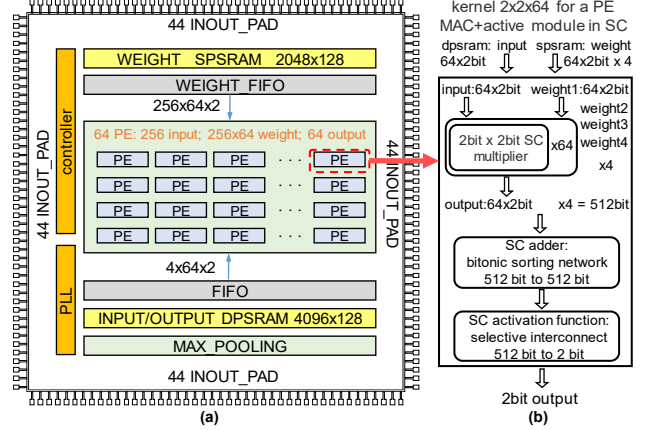 44 INOUT_PAD
WEIGHT SPSRAM 2048x128
WEIGHT_FIFO
256x64x2
controller
64 PE: 256 input; 256x64 weight; 64 output
PE PE PE · · · PE
PE PE PE · · · PE
PE PE PE · · · PE
PE PE PE · · · PE
44 INOUT_PAD
44 INOUT_PAD
4x64x2
PLL
FIFO
INPUT/OUTPUT DPSRAM 4096x128
MAX_POOLING
44 INOUT_PAD
(a)
kernel 2x2x64 for a PE
MAC+active module in SC
dpsram: input
64x2bit
spsram: weight
64x2bit x 4
input:64x2bit
weight1:64x2bit
weight2
weight3
weight4
x4
2bit x 2bit SC
multiplier
x64
output:64x2bit
x4 = 512bit
SC adder:
bitonic sorting network
512 bit to 512 bit
SC activation function:
selective interconnect
512 bit to 2 bit
2bit output
(b)